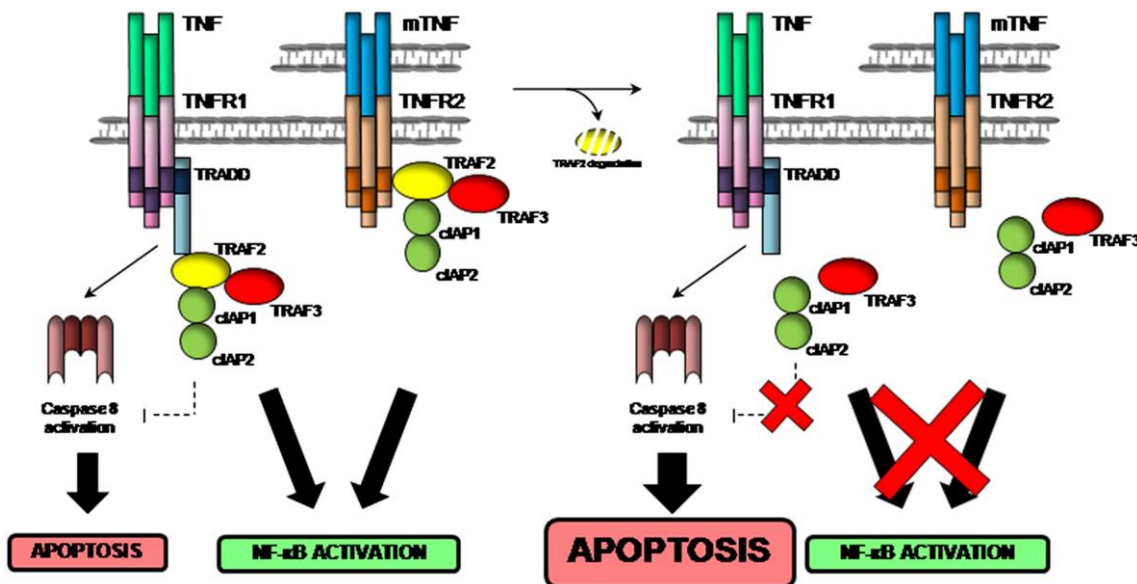 TNF
mTNF
TNFR1
TNFR2
TRADD
TRAF2
TRAF3
cIAP1
cIAP2
TRAF2
TRAF3
cIAP1
cIAP2
Caspase 8
activation
APOPTOSIS
NF-κB ACTIVATION
TRAF2 degradation
TNF
mTNF
TNFR1
TNFR2
TRADD
TRAF3
cIAP1
cIAP2
TRAF3
cIAP1
cIAP2
Caspase 8
activation
APOPTOSIS
NF-κB ACTIVATION